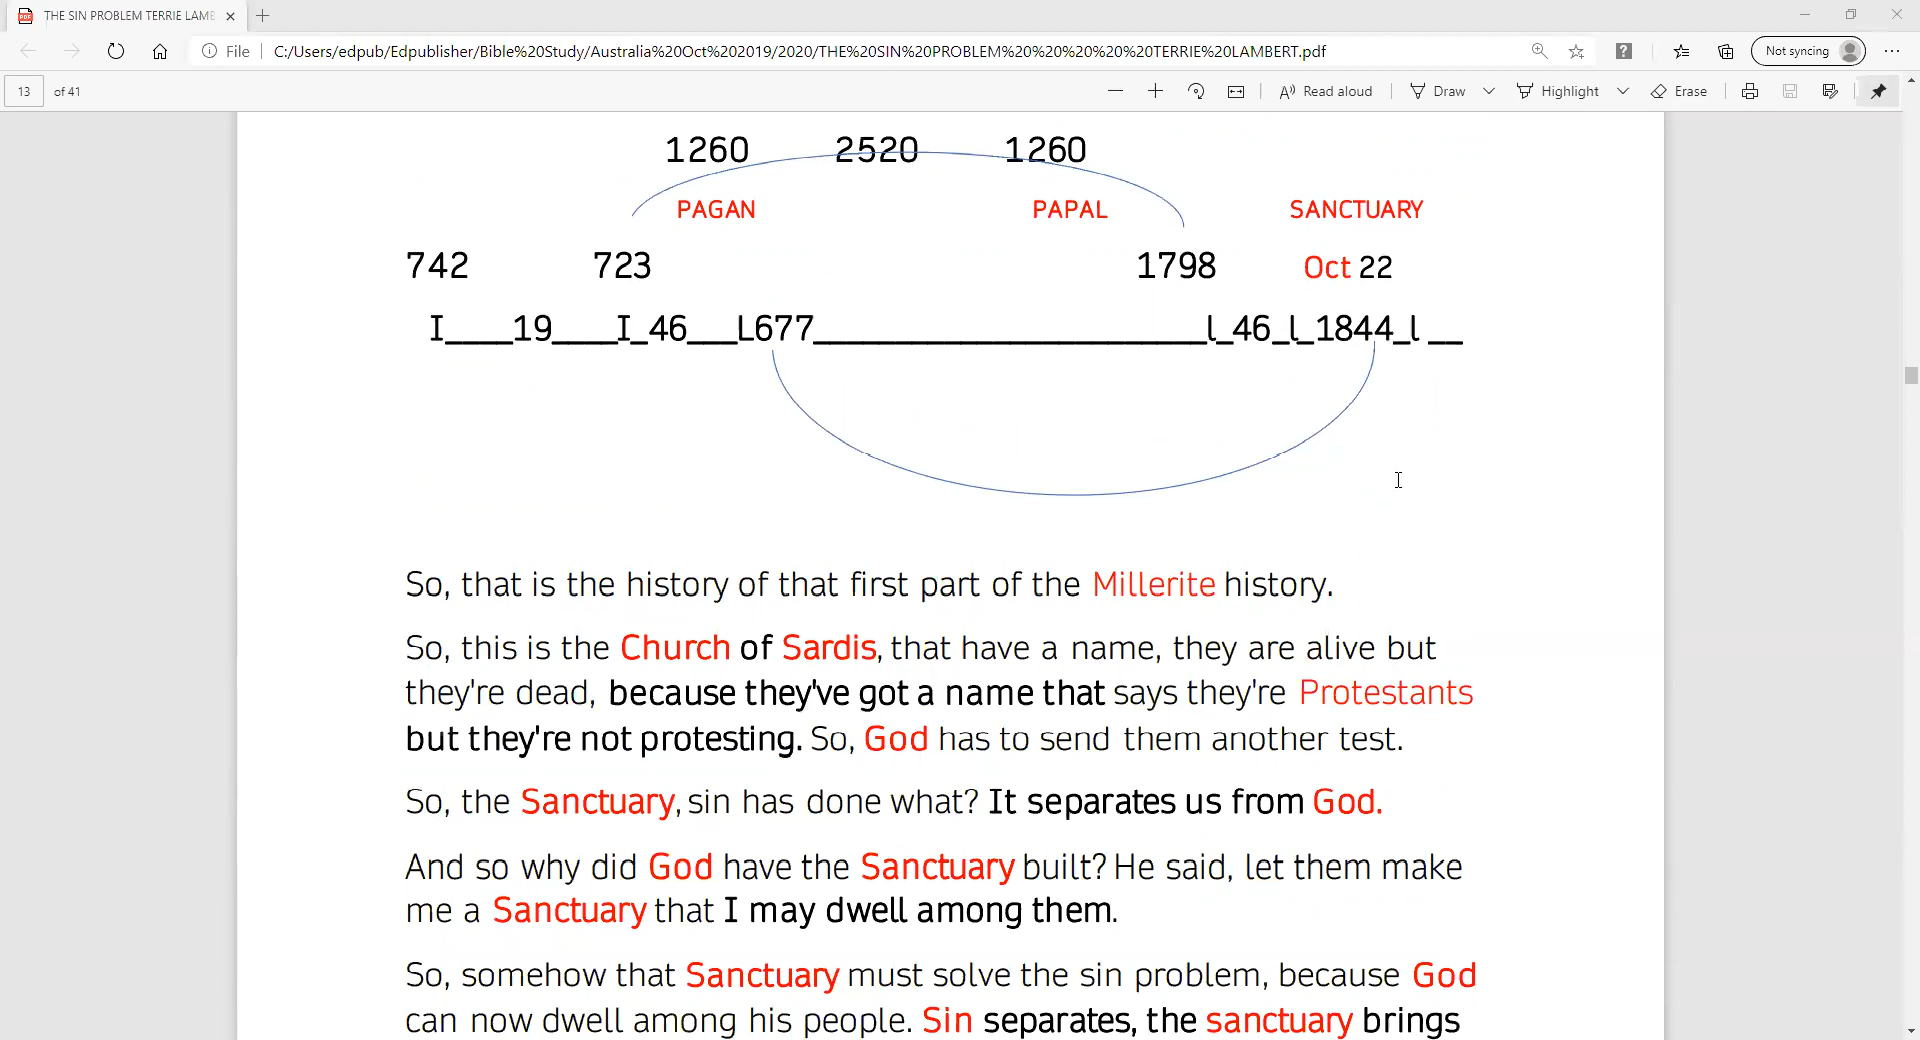 THE SIN PROBLEM TERRIE LAMB
File C:/Users/edpub/Edpublisher/Bible%20Study/Australia%20Oct%202019/2020/THE%20SIN%20PROBLEM%20%20%20%20%20TERRIE%20LAMBERT.pdf Not syncing
13 of 41 Read aloud Draw Highlight Erase
1260 2520 1260
PAGAN PAPAL SANCTUARY
742 723 1798 Oct 22
I____19____I_46___L677_______________________l_46_l_1844_l __
So, that is the history of that first part of the Millerite history.
So, this is the Church of Sardis, that have a name, they are alive but
they're dead, because they've got a name that says they're Protestants
but they're not protesting. So, God has to send them another test.
So, the Sanctuary, sin has done what? It separates us from God.
And so why did God have the Sanctuary built? He said, let them make
me a Sanctuary that I may dwell among them.
So, somehow that Sanctuary must solve the sin problem, because God
can now dwell among his people. Sin separates, the sanctuary brings